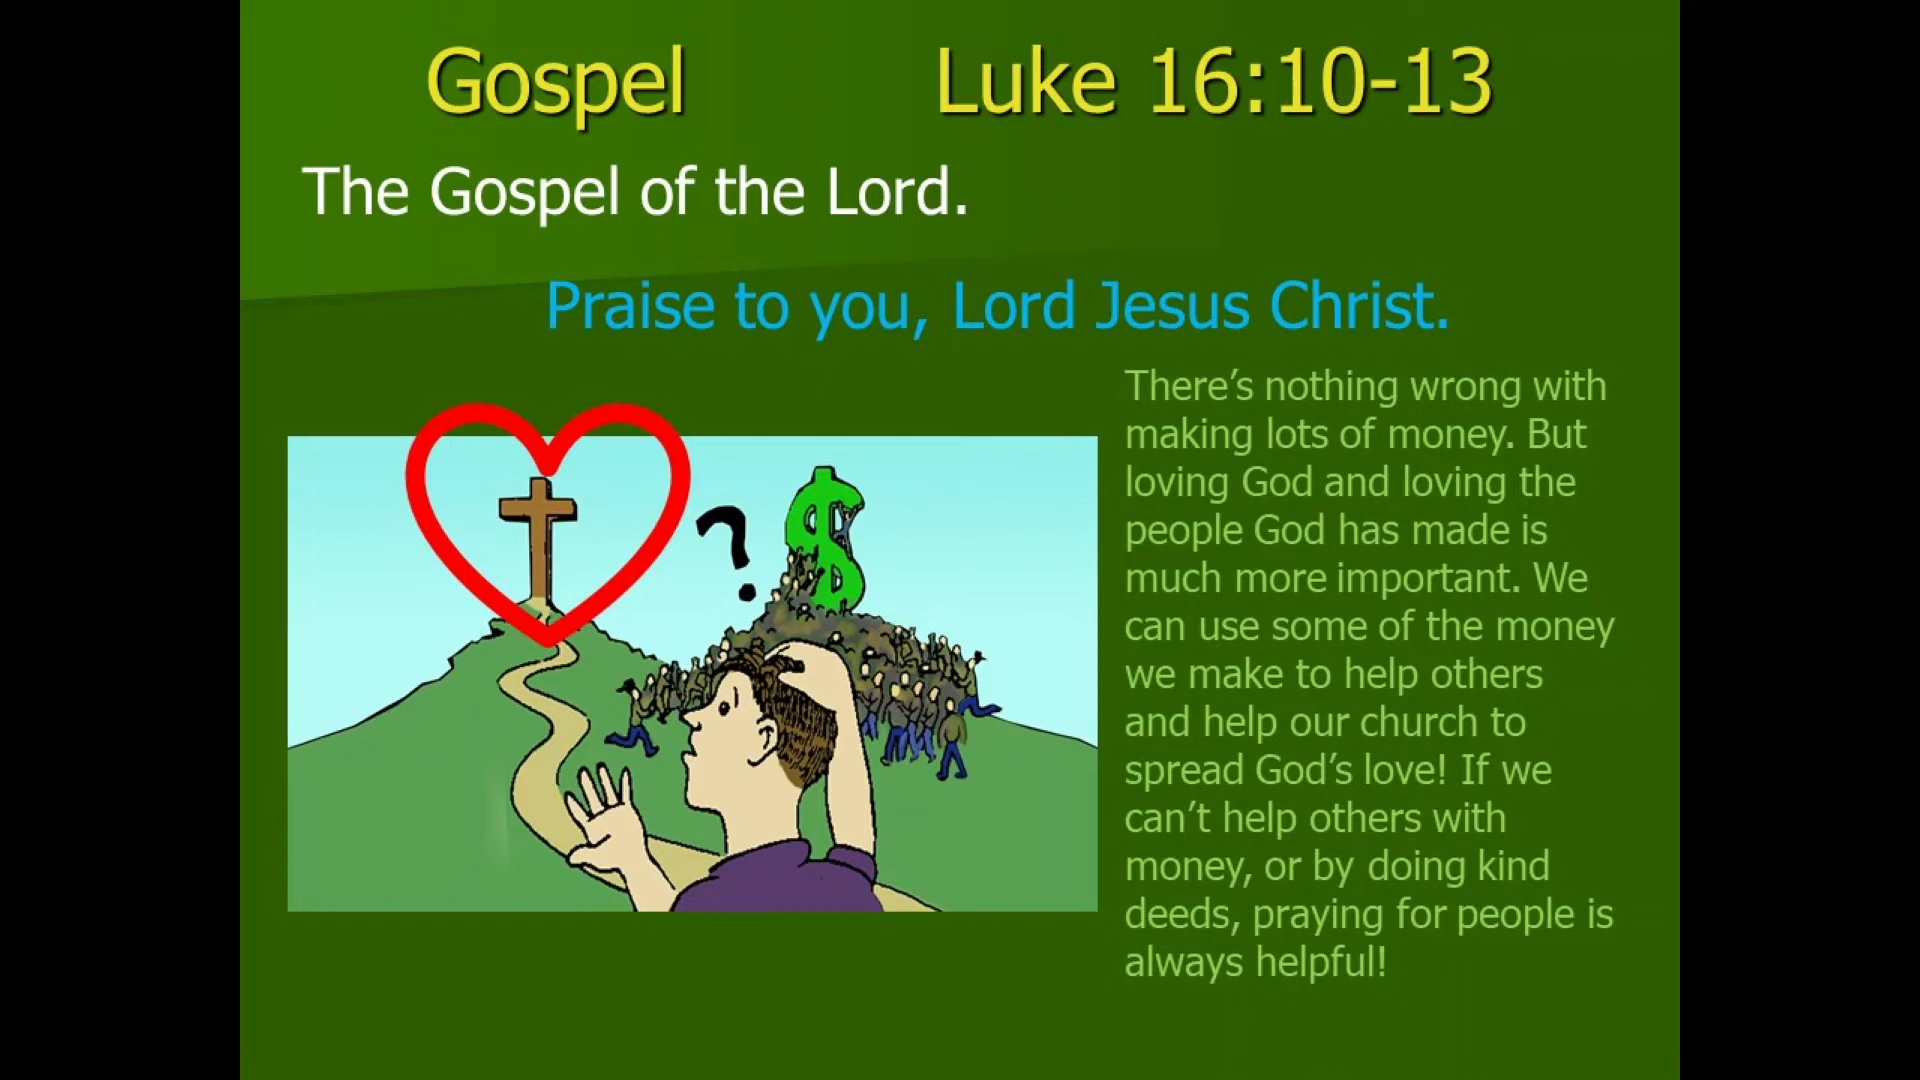 Gospel Luke 16:10-13
The Gospel of the Lord.
Praise to you, Lord Jesus Christ.
There’s nothing wrong with
making lots of money. But
loving God and loving the
people God has made is
much more important. We
can use some of the money
we make to help others
and help our church to
spread God’s love! If we
can’t help others with
money, or by doing kind
deeds, praying for people is
always helpful!
?
$